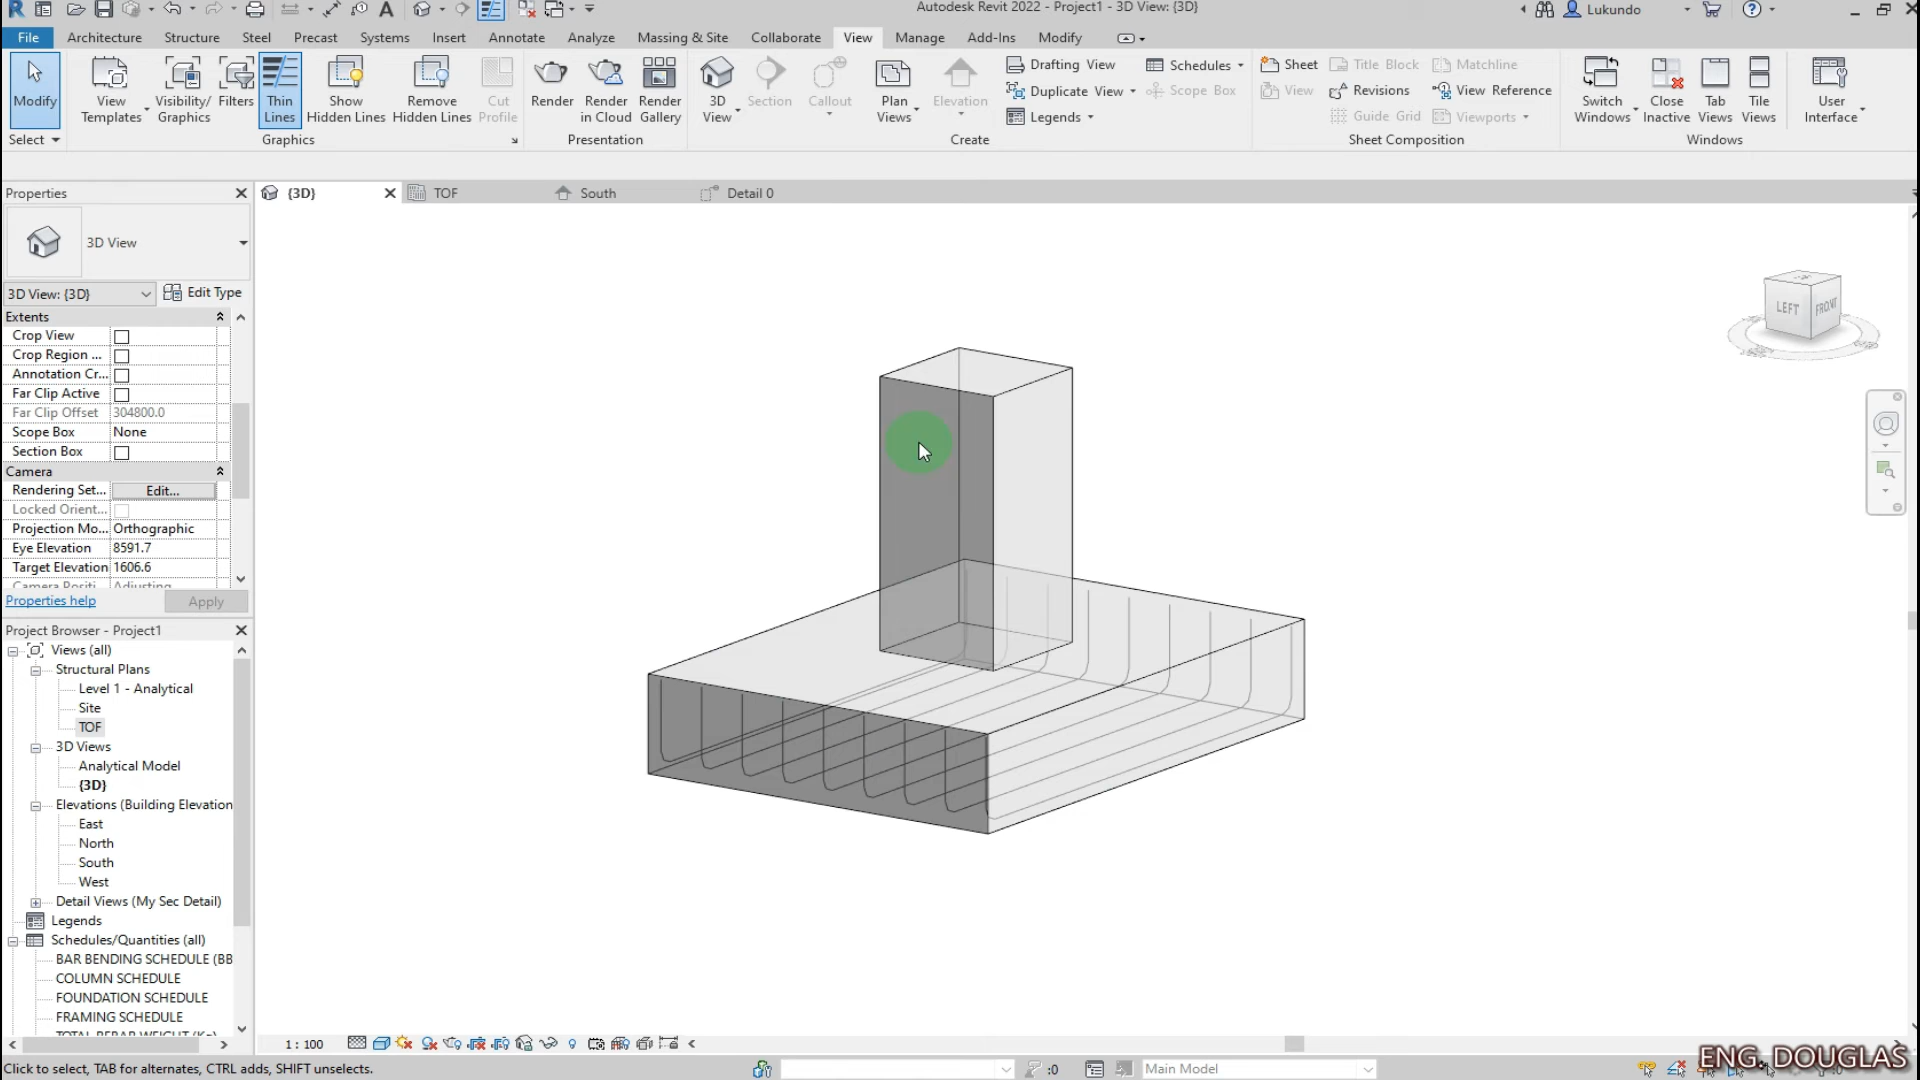 Autodesk Revit 2022 - Project1 - 3D View: {3D}
Lukundo
File Architecture Structure Steel Precast Systems Insert Annotate Analyze Massing & Site Collaborate View Manage Add-Ins Modify
Modify
View Templates
Visibility/ Graphics
Filters
Thin Lines
Show Hidden Lines
Remove Hidden Lines
Cut Profile
Render
Render in Cloud
Render Gallery
3D View
Section
Callout
Plan Views
Elevation
Drafting View
Duplicate View
Legends
Schedules
Scope Box
Sheet
View
Title Block
Revisions
Guide Grid
Matchline
View Reference
Viewports
Switch Windows
Close Inactive
Tab Views
Tile Views
User Interface
Select
Graphics
Presentation
Create
Sheet Composition
Windows
Properties
{3D}
TOF
South
Detail 0
3D View
3D View: {3D}
Edit Type
Extents
Crop View
Crop Region ...
Annotation Cr...
Far Clip Active
Far Clip Offset 304800.0
Scope Box None
Section Box
Camera
Rendering Set... Edit...
Locked Orient...
Projection Mo... Orthographic
Eye Elevation 8591.7
Target Elevation 1606.6
Camera Positi... Adjusting
Properties help
Apply
LEFT
FRONT
Project Browser - Project1
Views (all)
Structural Plans
Level 1 - Analytical
Site
TOF
3D Views
Analytical Model
{3D}
Elevations (Building Elevation
East
North
South
West
Detail Views (My Sec Detail)
Legends
Schedules/Quantities (all)
BAR BENDING SCHEDULE (BB
COLUMN SCHEDULE
FOUNDATION SCHEDULE
FRAMING SCHEDULE
TOTAL REBAR WEIGHT (Kg)
1 : 100
Click to select, TAB for alternates, CTRL adds, SHIFT unselects.
:0
Main Model
ENG. DOUGLAS